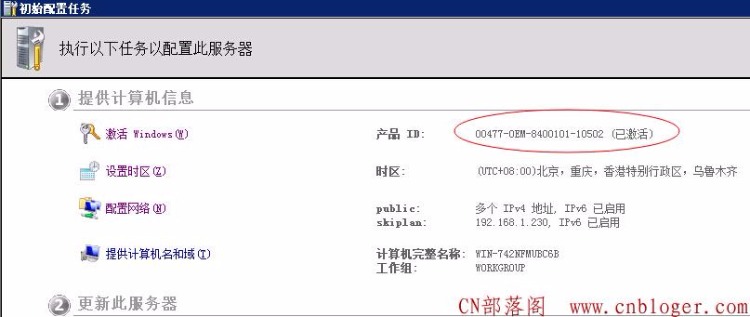 初始配置任务
执行以下任务以配置此服务器
1 提供计算机信息
激活 Windows(W) 产品 ID: 00477-OEM-8400101-10502 (已激活)
设置时区(Z) 时区: (UTC+08:00)北京，重庆，香港特别行政区，乌鲁木齐
配置网络(N) public: 多个 IPv4 地址, IPv6 已启用
skiplan: 192.168.1.230, IPv6 已启用
提供计算机名和域(T) 计算机完整名称: WIN-742NFMUBC6B
工作组: WORKGROUP
2 更新此服务器
CN部落阁 www.cnbloger.com